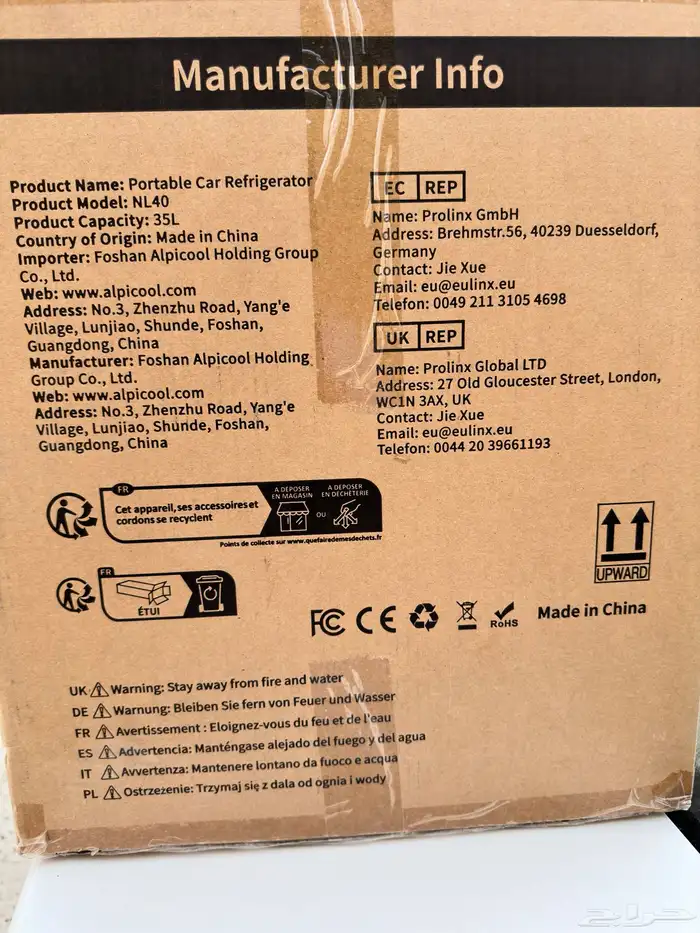 Manufacturer Info
Product Name: Portable Car Refrigerator
Product Model: NL40
Product Capacity: 35L
Country of Origin: Made in China
Importer: Foshan Alpicool Holding Group
Co., Ltd.
Web: www.alpicool.com
Address: No.3, Zhenzhu Road, Yang'e
Village, Lunjiao, Shunde, Foshan,
Guangdong, China
Manufacturer: Foshan Alpicool Holding
Group Co., Ltd.
Web: www.alpicool.com
Address: No.3, Zhenzhu Road, Yang'e
Village, Lunjiao, Shunde, Foshan,
Guangdong, China
EC REP
Name: Prolinx GmbH
Address: Brehmstr.56, 40239 Duesseldorf,
Germany
Contact: Jie Xue
Email: eu@eulinx.eu
Telefon: 0049 211 3105 4698
UK REP
Name: Prolinx Global LTD
Address: 27 Old Gloucester Street, London,
WC1N 3AX, UK
Contact: Jie Xue
Email: eu@eulinx.eu
Telefon: 0044 20 39661193
FR
Cet appareil, ses accessoires et
cordons se recyclent
A DÉPOSER
EN MAGASIN
OU
A DÉPOSER
EN DÉCHÈTERIE
Points de collecte sur www.quefairedemesdechets.fr
FR
ÉTUI
UPWARD
FC CE RoHS Made in China
UK Warning: Stay away from fire and water
DE Warnung: Bleiben Sie fern von Feuer und Wasser
FR Avertissement : Eloignez-vous du feu et de l'eau
ES Advertencia: Manténgase alejado del fuego y del agua
IT Avvertenza: Mantenere lontano da fuoco e acqua
PL Ostrzeżenie: Trzymaj się z dala od ognia i wody
حراج